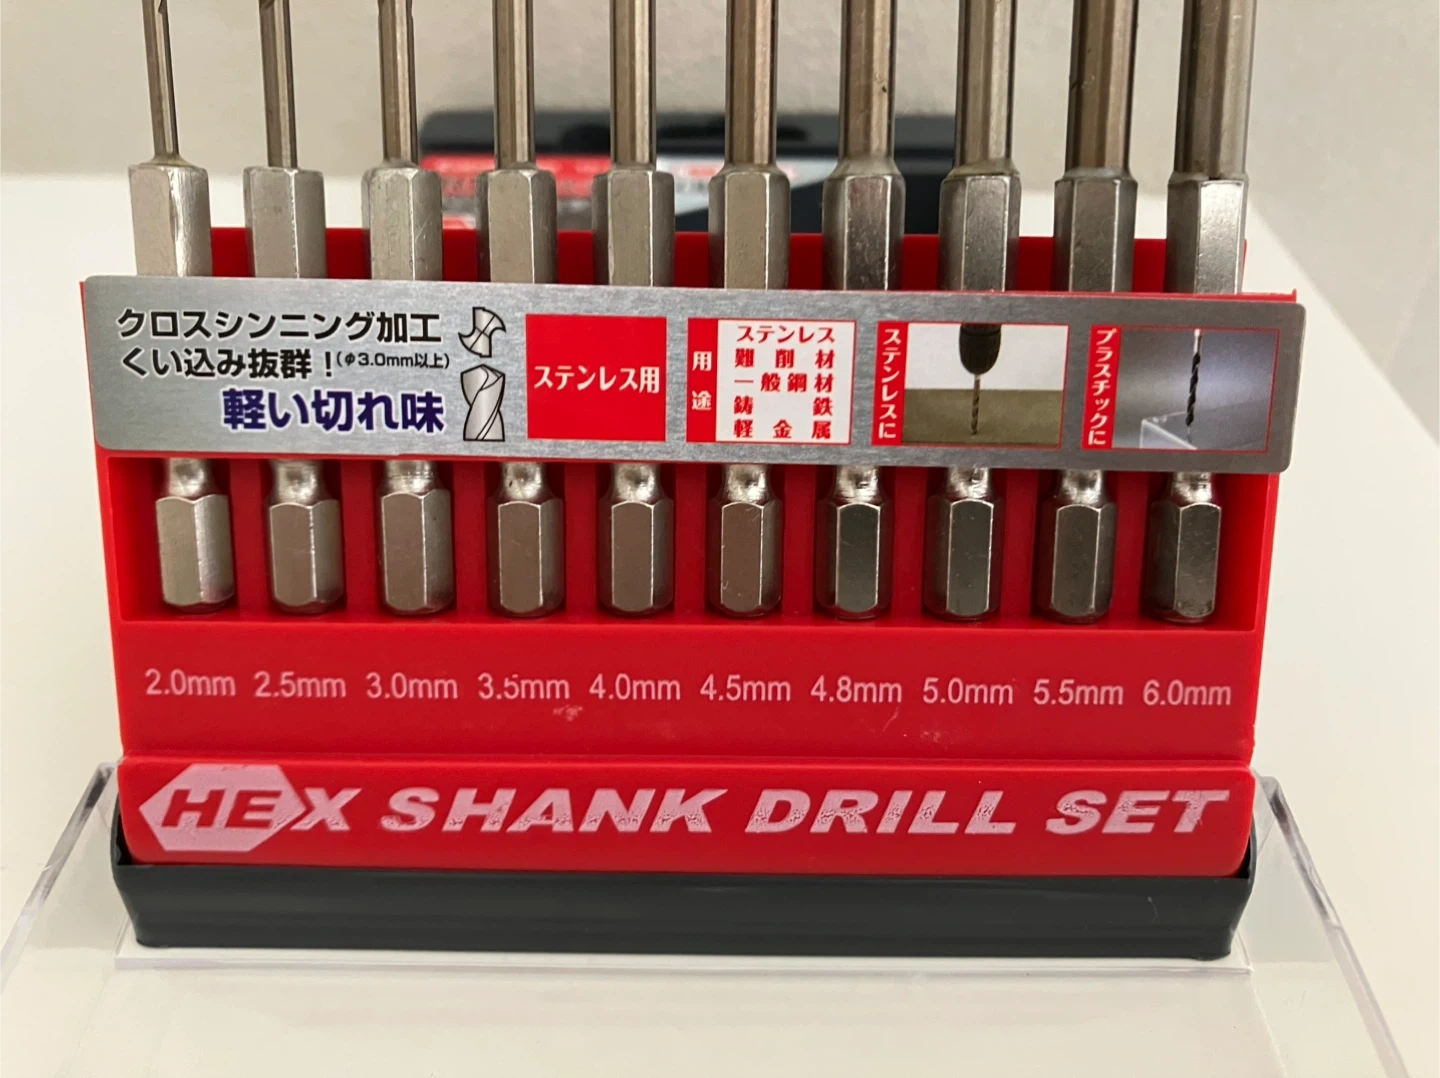 クロスシンニング加工
くい込み抜群！(φ3.0mm以上)
軽い切れ味
ステンレス用
用途
ステンレス
難削材
一般鋼材
鋳鉄
軽金属
ステンレスに
プラスチックに
2.0mm 2.5mm 3.0mm 3.5mm 4.0mm 4.5mm 4.8mm 5.0mm 5.5mm 6.0mm
HEX SHANK DRILL SET